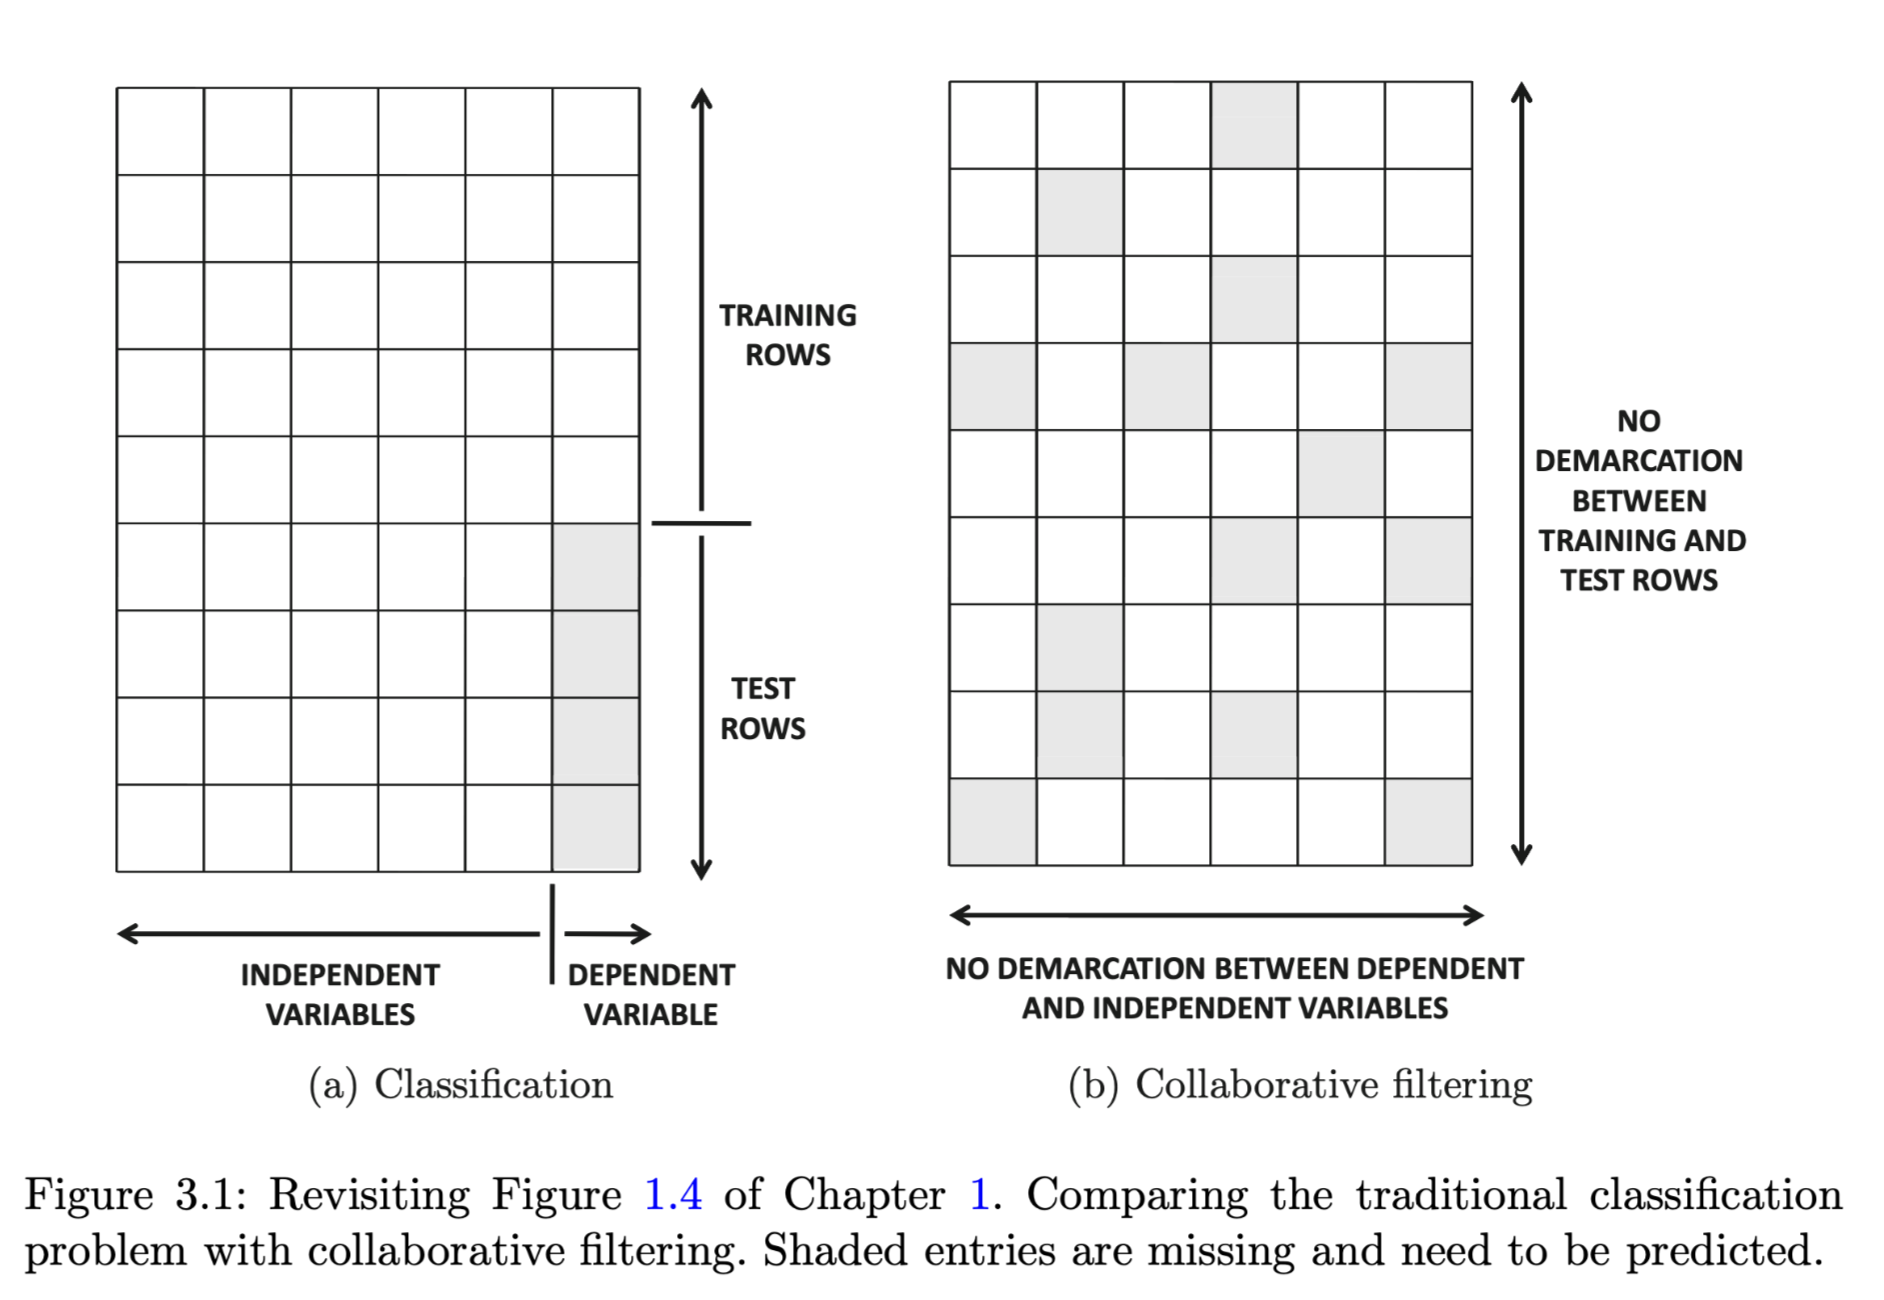 TRAINING
ROWS
TEST
ROWS
INDEPENDENT
VARIABLES
DEPENDENT
VARIABLE
(a) Classification
NO
DEMARCATION
BETWEEN
TRAINING AND
TEST ROWS
NO DEMARCATION BETWEEN DEPENDENT
AND INDEPENDENT VARIABLES
(b) Collaborative filtering
Figure 3.1: Revisiting Figure 1.4 of Chapter 1. Comparing the traditional classification
problem with collaborative filtering. Shaded entries are missing and need to be predicted.